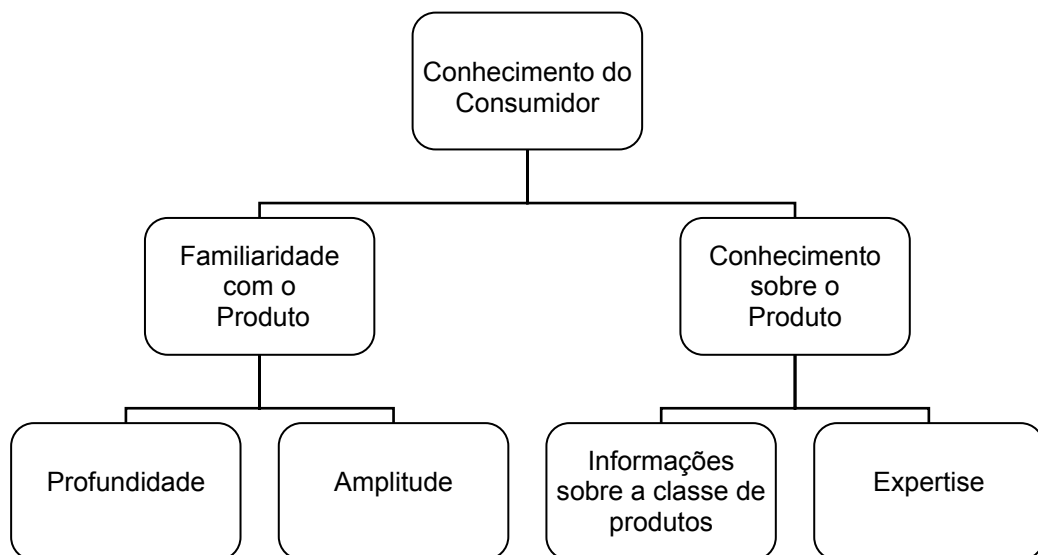 Conhecimento do
Consumidor
Familiaridade
com o
Produto
Conhecimento
sobre o
Produto
Profundidade
Amplitude
Informações
sobre a classe de
produtos
Expertise